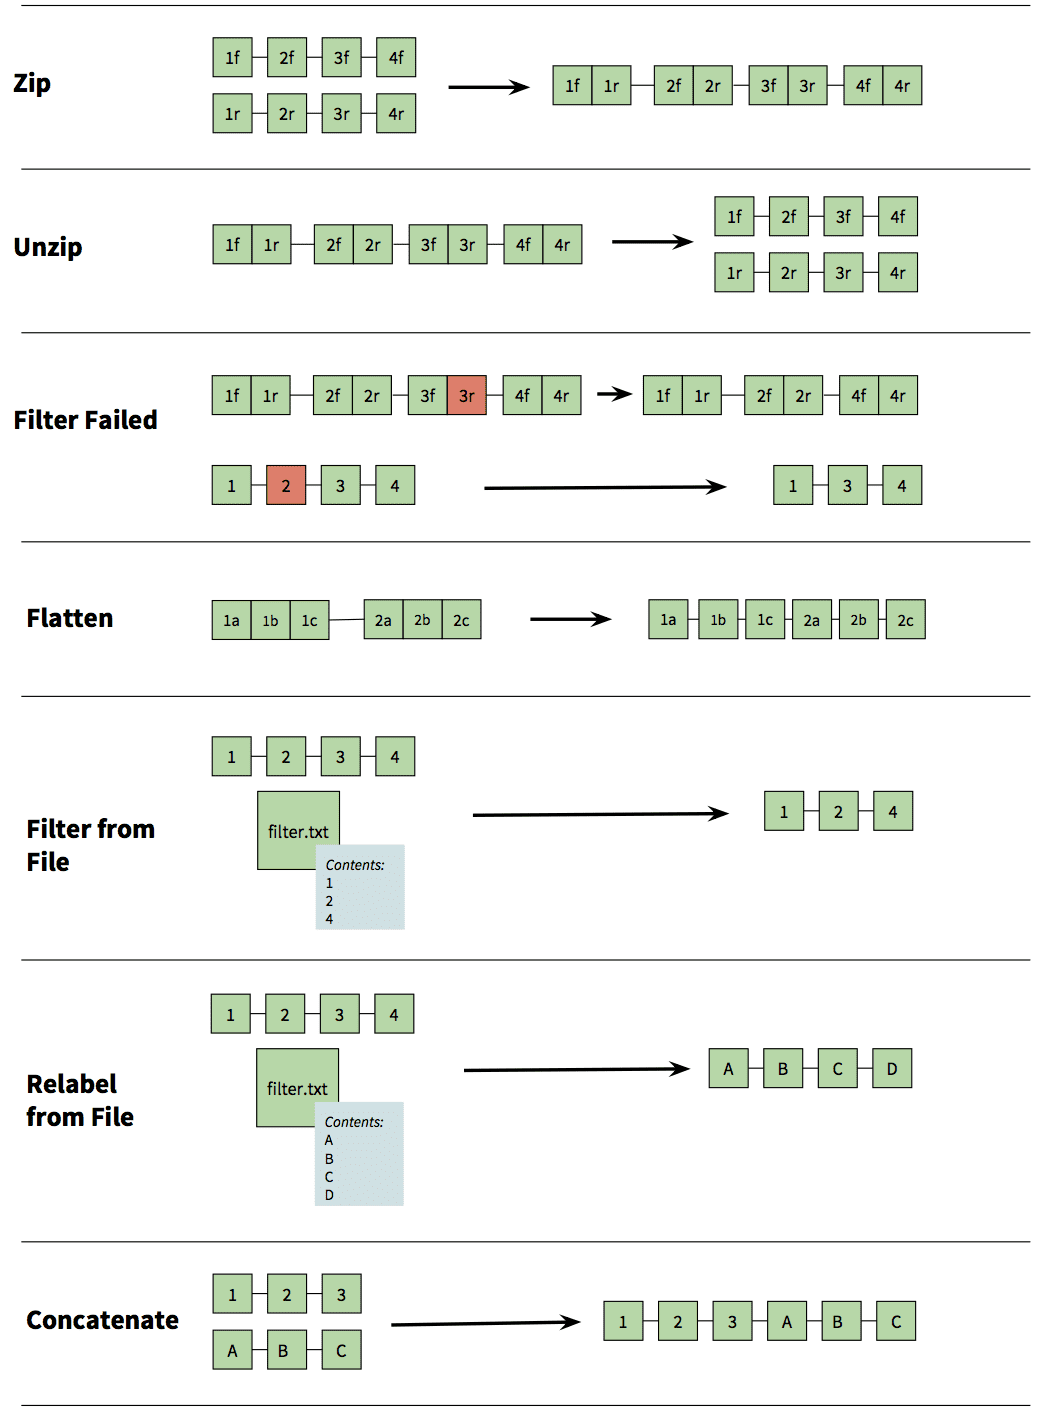 Zip
1f 2f 3f 4f
1r 2r 3r 4r
1f 1r 2f 2r 3f 3r 4f 4r
Unzip
1f 1r 2f 2r 3f 3r 4f 4r
1f 2f 3f 4f
1r 2r 3r 4r
Filter Failed
1f 1r 2f 2r 3f 3r 4f 4r
1f 1r 2f 2r 4f 4r
1 2 3 4
1 3 4
Flatten
1a 1b 1c 2a 2b 2c
1a 1b 1c 2a 2b 2c
Filter from
File
1 2 3 4
filter.txt
Contents:
1
2
4
1 2 4
Relabel
from File
1 2 3 4
filter.txt
Contents:
A
B
C
D
A B C D
Concatenate
1 2 3
A B C
1 2 3 A B C